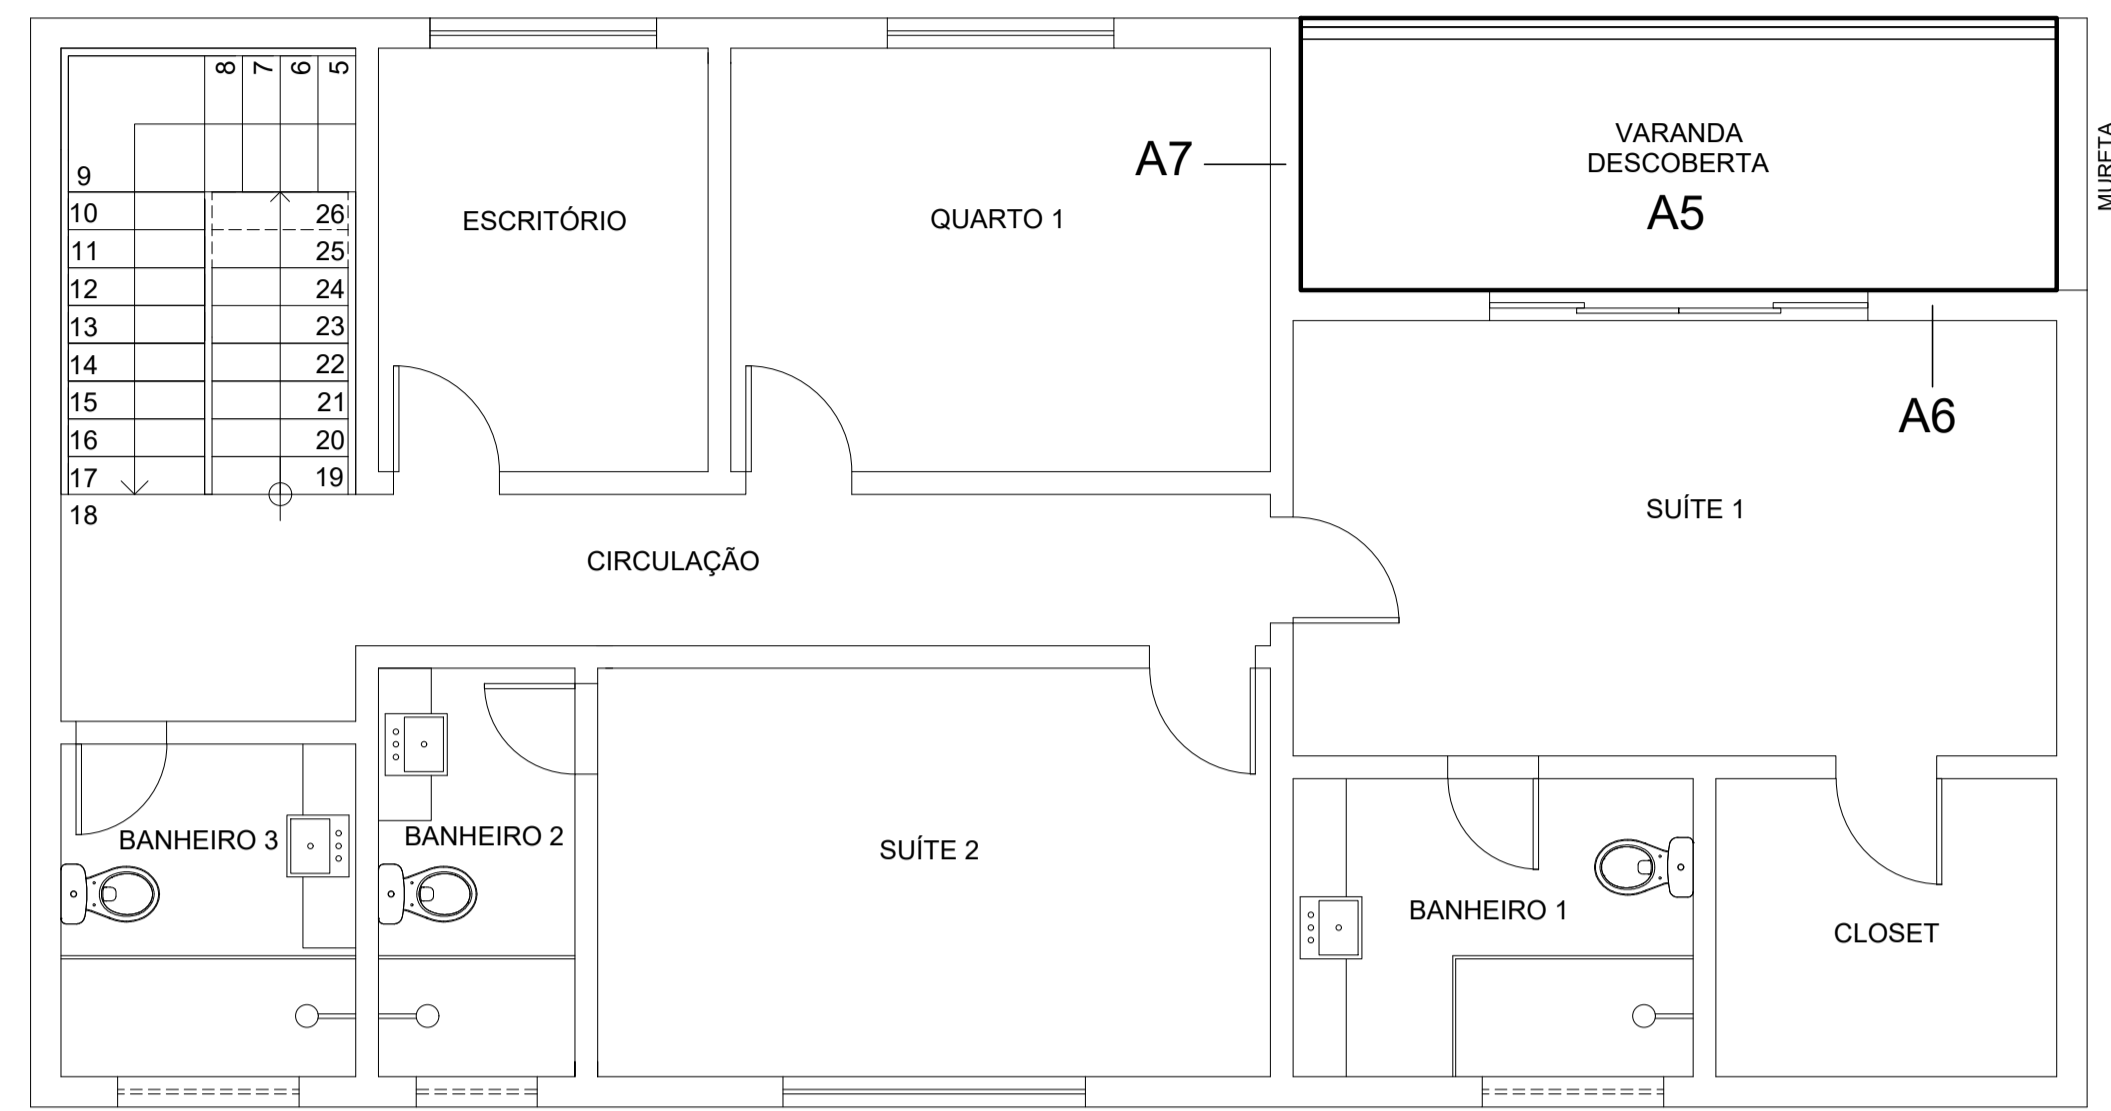 8
7
6
5
9
10
11
12
13
14
15
16
17
18
26
25
24
23
22
21
20
19
ESCRITÓRIO
QUARTO 1
A7
VARANDA
DESCOBERTA
A5
MURETA
A6
SUÍTE 1
CIRCULAÇÃO
BANHEIRO 3
BANHEIRO 2
SUÍTE 2
BANHEIRO 1
CLOSET